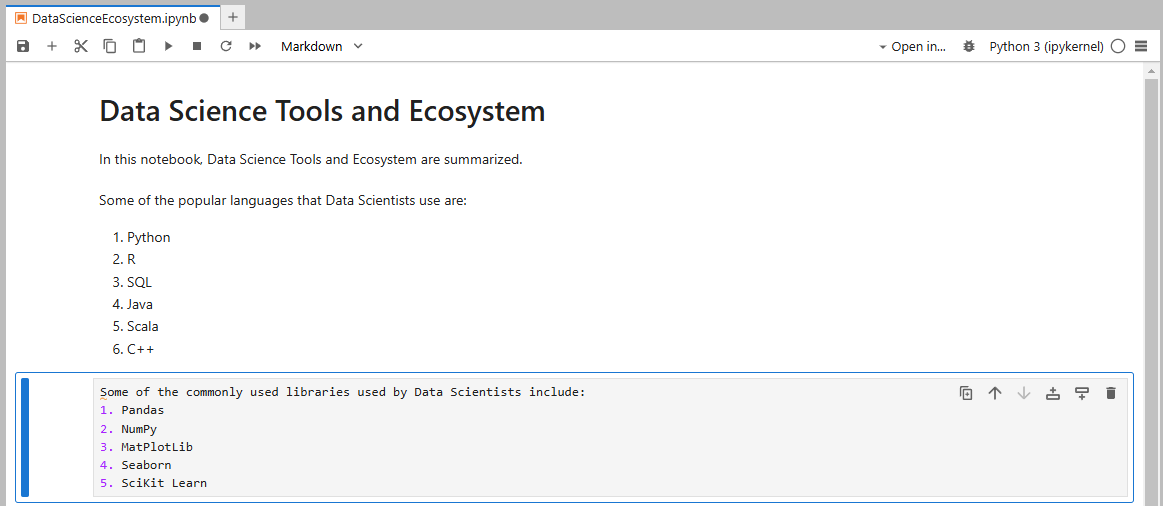 DataScienceEcosystem.ipynb
Markdown
Open in...
Python 3 (ipykernel)
Data Science Tools and Ecosystem
In this notebook, Data Science Tools and Ecosystem are summarized.
Some of the popular languages that Data Scientists use are:
1. Python
2. R
3. SQL
4. Java
5. Scala
6. C++
Some of the commonly used libraries used by Data Scientists include:
1. Pandas
2. NumPy
3. MatPlotLib
4. Seaborn
5. SciKit Learn